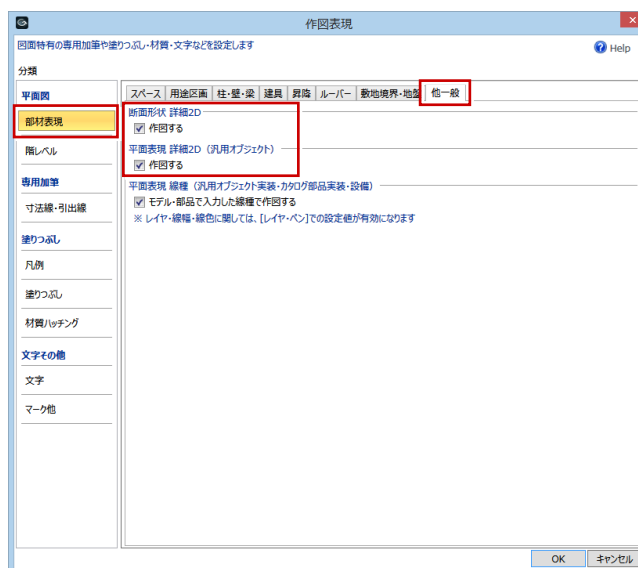 作図表現
図面特有の専用加筆や塗りつぶし・材質・文字などを設定します
Help
分類
平面図
部材表現
階レベル
専用加筆
寸法線・引出線
塗りつぶし
凡例
塗りつぶし
材質ハッチング
文字その他
文字
マーク他
スペース 用途区画 柱・壁・梁 建具 昇降 ルーバー 敷地境界・地盤 他一般
断面形状 詳細2D
作図する
平面表現 詳細2D（汎用オブジェクト）
作図する
平面表現 線種（汎用オブジェクト実装・カタログ部品実装・設備）
モデル・部品で入力した線種で作図する
※ レイヤ・線幅・線色に関しては、[レイヤ・ペン]での設定値が有効になります
OK キャンセル